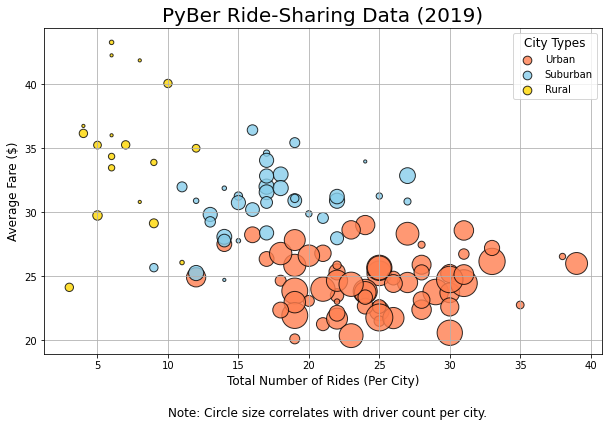 PyBer Ride-Sharing Data (2019)
City Types
Urban
Suburban
Rural
Average Fare ($)
40
35
30
25
20
5 10 15 20 25 30 35 40
Total Number of Rides (Per City)
Note: Circle size correlates with driver count per city.